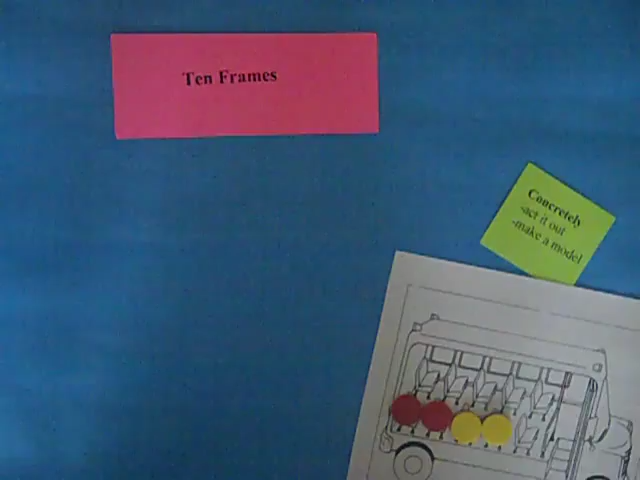 Ten Frames
Concretely
-act it out
-make a model